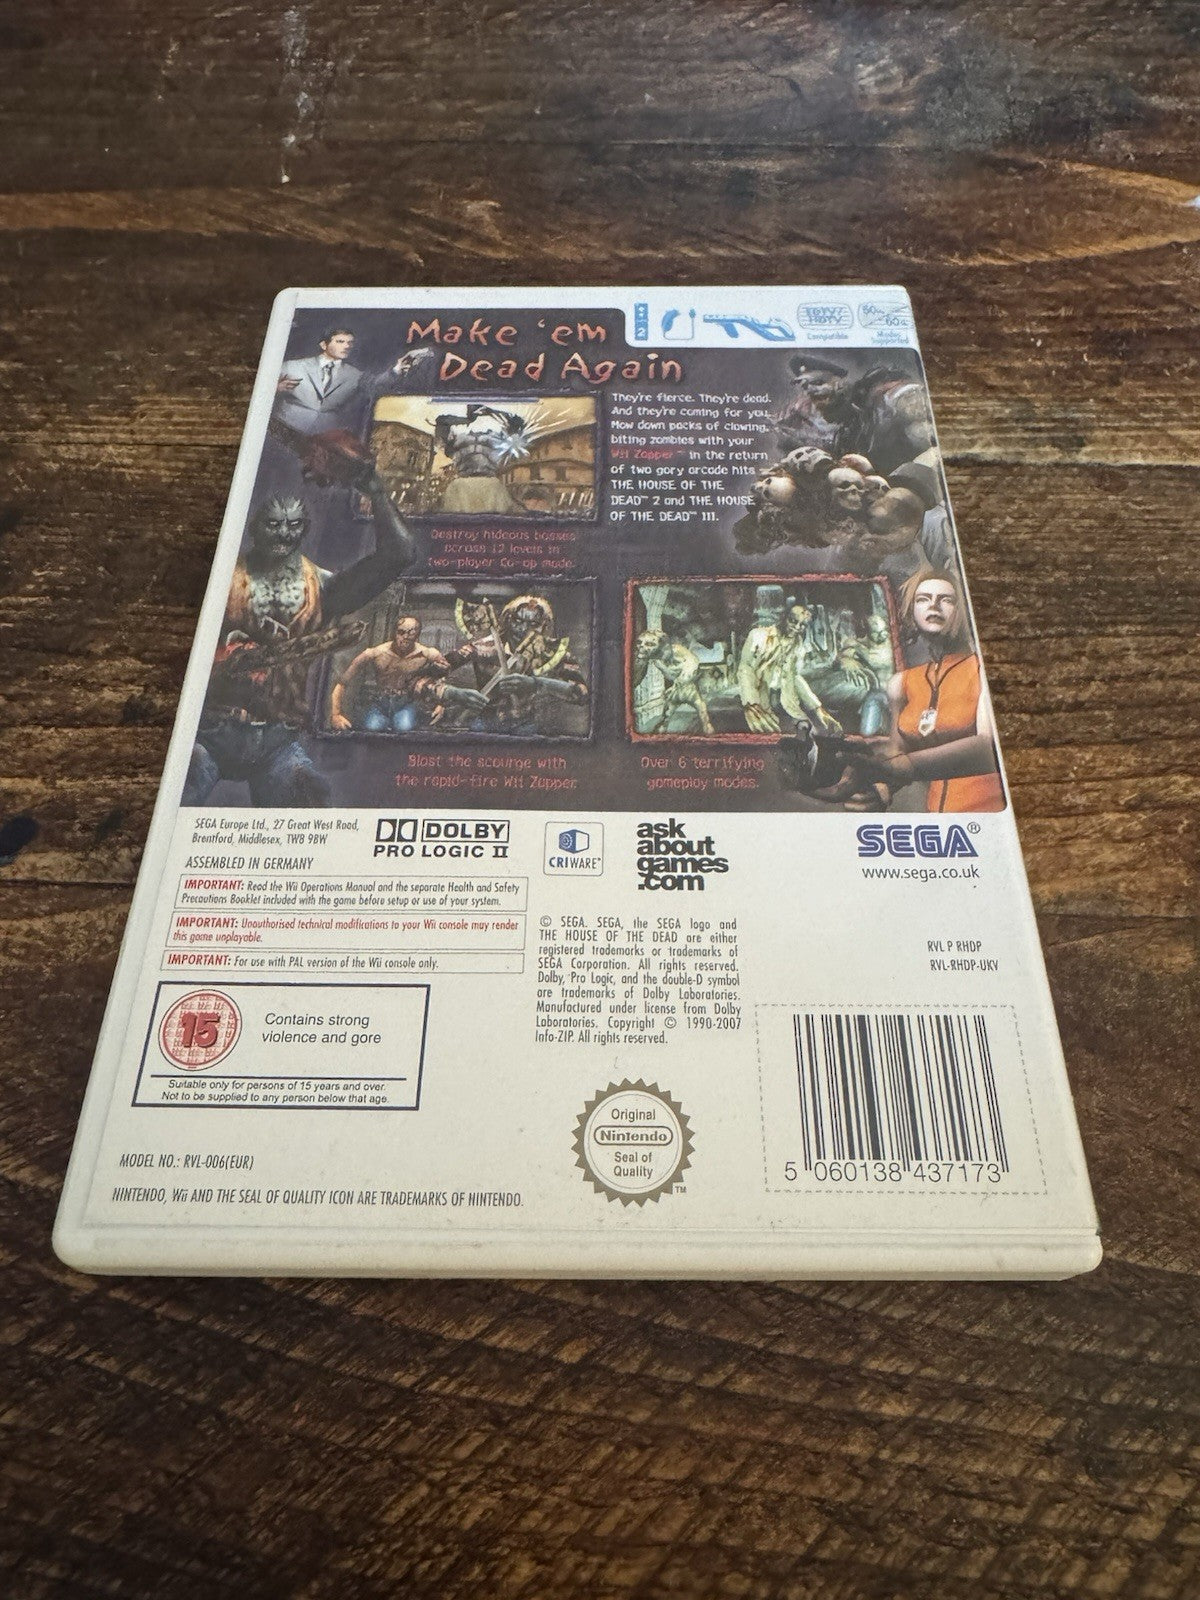 Make 'em
Dead Again
EDTV/
HDTV
Compatible
50Hz
60Hz
Modes
Supported
They're fierce. They're dead.
And they're coming for you.
Mow down packs of clawing,
biting zombies with your
Wii Zapper™ in the return
of two gory arcade hits
THE HOUSE OF THE
DEAD™ 2 and THE HOUSE
OF THE DEAD™ III.
Destroy hideous bosses
across 12 levels in
two-player Co-op mode.
Blast the scourge with
the rapid-fire Wii Zapper.
Over 6 terrifying
gameplay modes.
SEGA Europe Ltd., 27 Great West Road,
Brentford, Middlesex, TW8 9BW
ASSEMBLED IN GERMANY
DOLBY
PRO LOGIC II
CRIWARE™
ask
about
games
.com
SEGA®
www.sega.co.uk
IMPORTANT: Read the Wii Operations Manual and the separate Health and Safety
Precautions Booklet included with the game before setup or use of your system.
IMPORTANT: Unauthorised technical modifications to your Wii console may render
this game unplayable.
IMPORTANT: For use with PAL version of the Wii console only.
© SEGA. SEGA, the SEGA logo and
THE HOUSE OF THE DEAD are either
registered trademarks or trademarks of
SEGA Corporation. All rights reserved.
Dolby, Pro Logic, and the double-D symbol
are trademarks of Dolby Laboratories.
Manufactured under license from Dolby
Laboratories. Copyright © 1990-2007
Info-ZIP. All rights reserved.
RVL P RHDP
RVL-RHDP-UKV
15
Contains strong
violence and gore
Suitable only for persons of 15 years and over.
Not to be supplied to any person below that age.
Original
Nintendo
Seal of
Quality
TM
5 060138 437173
MODEL NO.: RVL-006(EUR)
NINTENDO, Wii AND THE SEAL OF QUALITY ICON ARE TRADEMARKS OF NINTENDO.